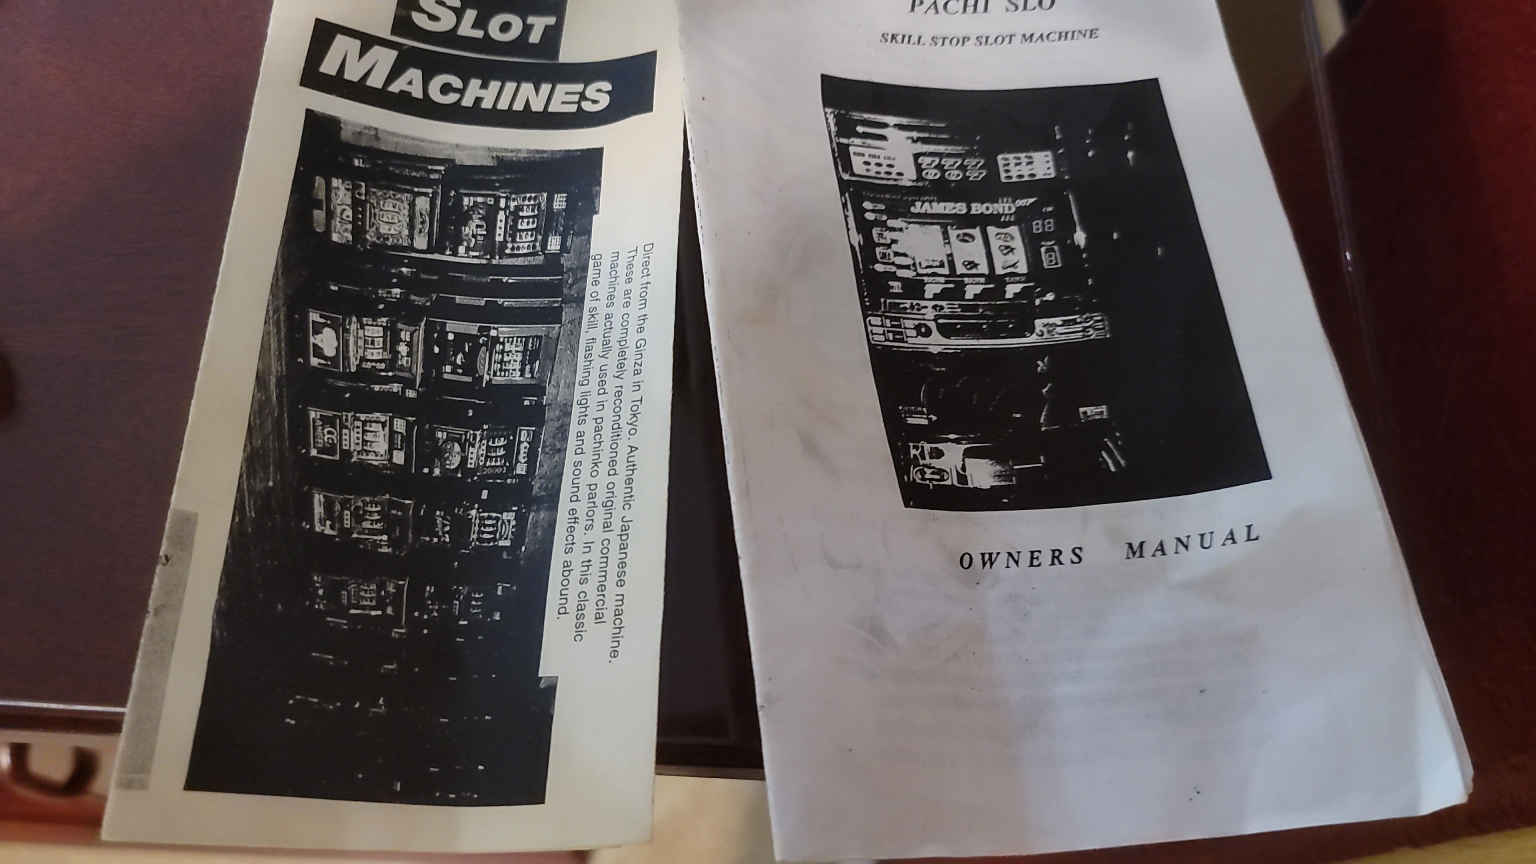 SLOT
MACHINES
Direct from the Ginza in Tokyo. Authentic Japanese machine.
These are completely reconditioned original commercial
machines actually used in pachinko parlors. In this classic
game of skill, flashing lights and sound effects abound.
PACHI SLO
SKILL STOP SLOT MACHINE
JAMES BOND 007
OWNERS MANUAL